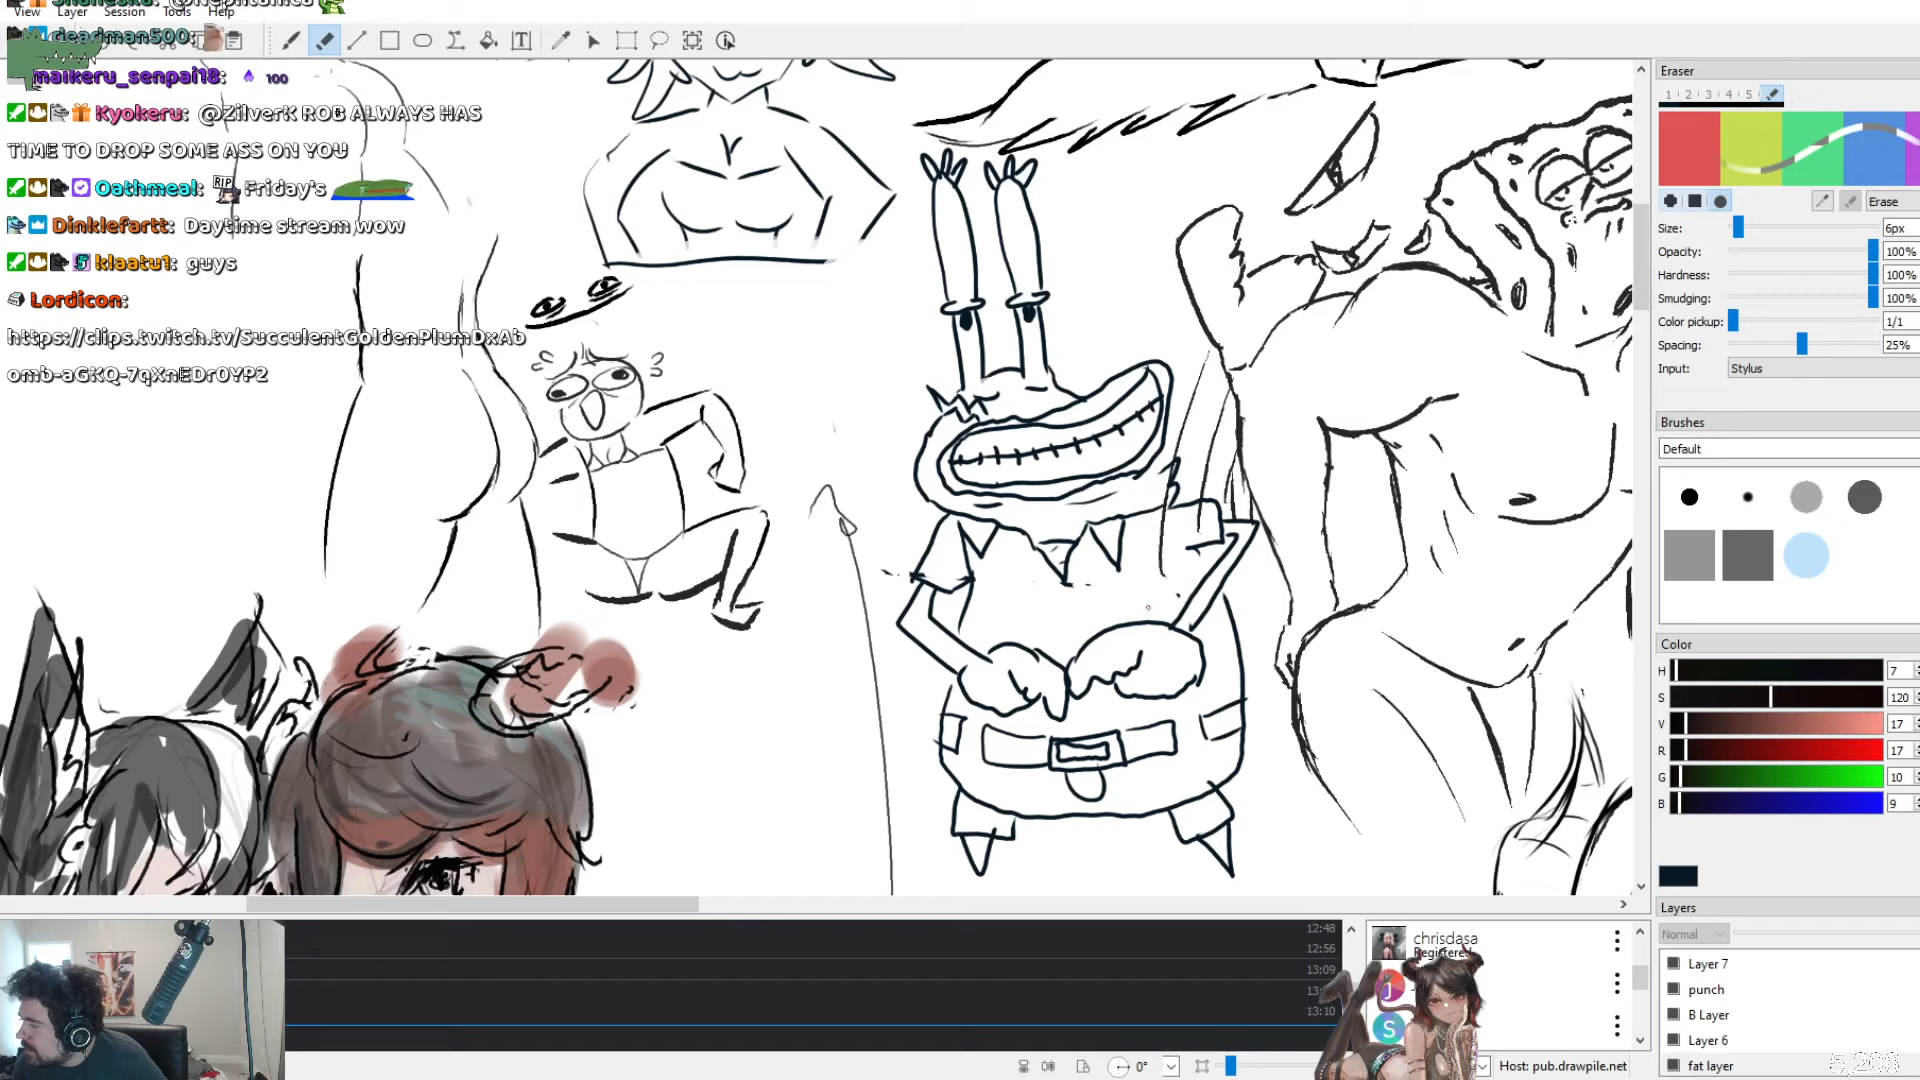 View Layer Session Tools Help
deadman500:
maikeru_senpai18: 100
Kyokeru: @ZilverK ROB ALWAYS HAS
TIME TO DROP SOME ASS ON YOU
Oathmeal: RIP Friday's
Dinklefartt: Daytime stream wow
klaatu1: guys
Lordicon:
https://clips.twitch.tv/SucculentGoldenPlumDxAb
omb-aGKQ-7qXnEDr0YP2
Eraser
1 2 3 4 5
Erase
Size: 6px
Opacity: 100%
Hardness: 100%
Smudging: 100%
Color pickup: 1/1
Spacing: 25%
Input: Stylus
Brushes
Default
Color
H 7
S 120
V 17
R 17
G 10
B 9
Layers
Normal
Layer 7
punch
B Layer
Layer 6
fat layer
12:48
12:56
13:09
13:10
chrisdasa
Registered
S
0°
Host: pub.drawpile.net
5,208